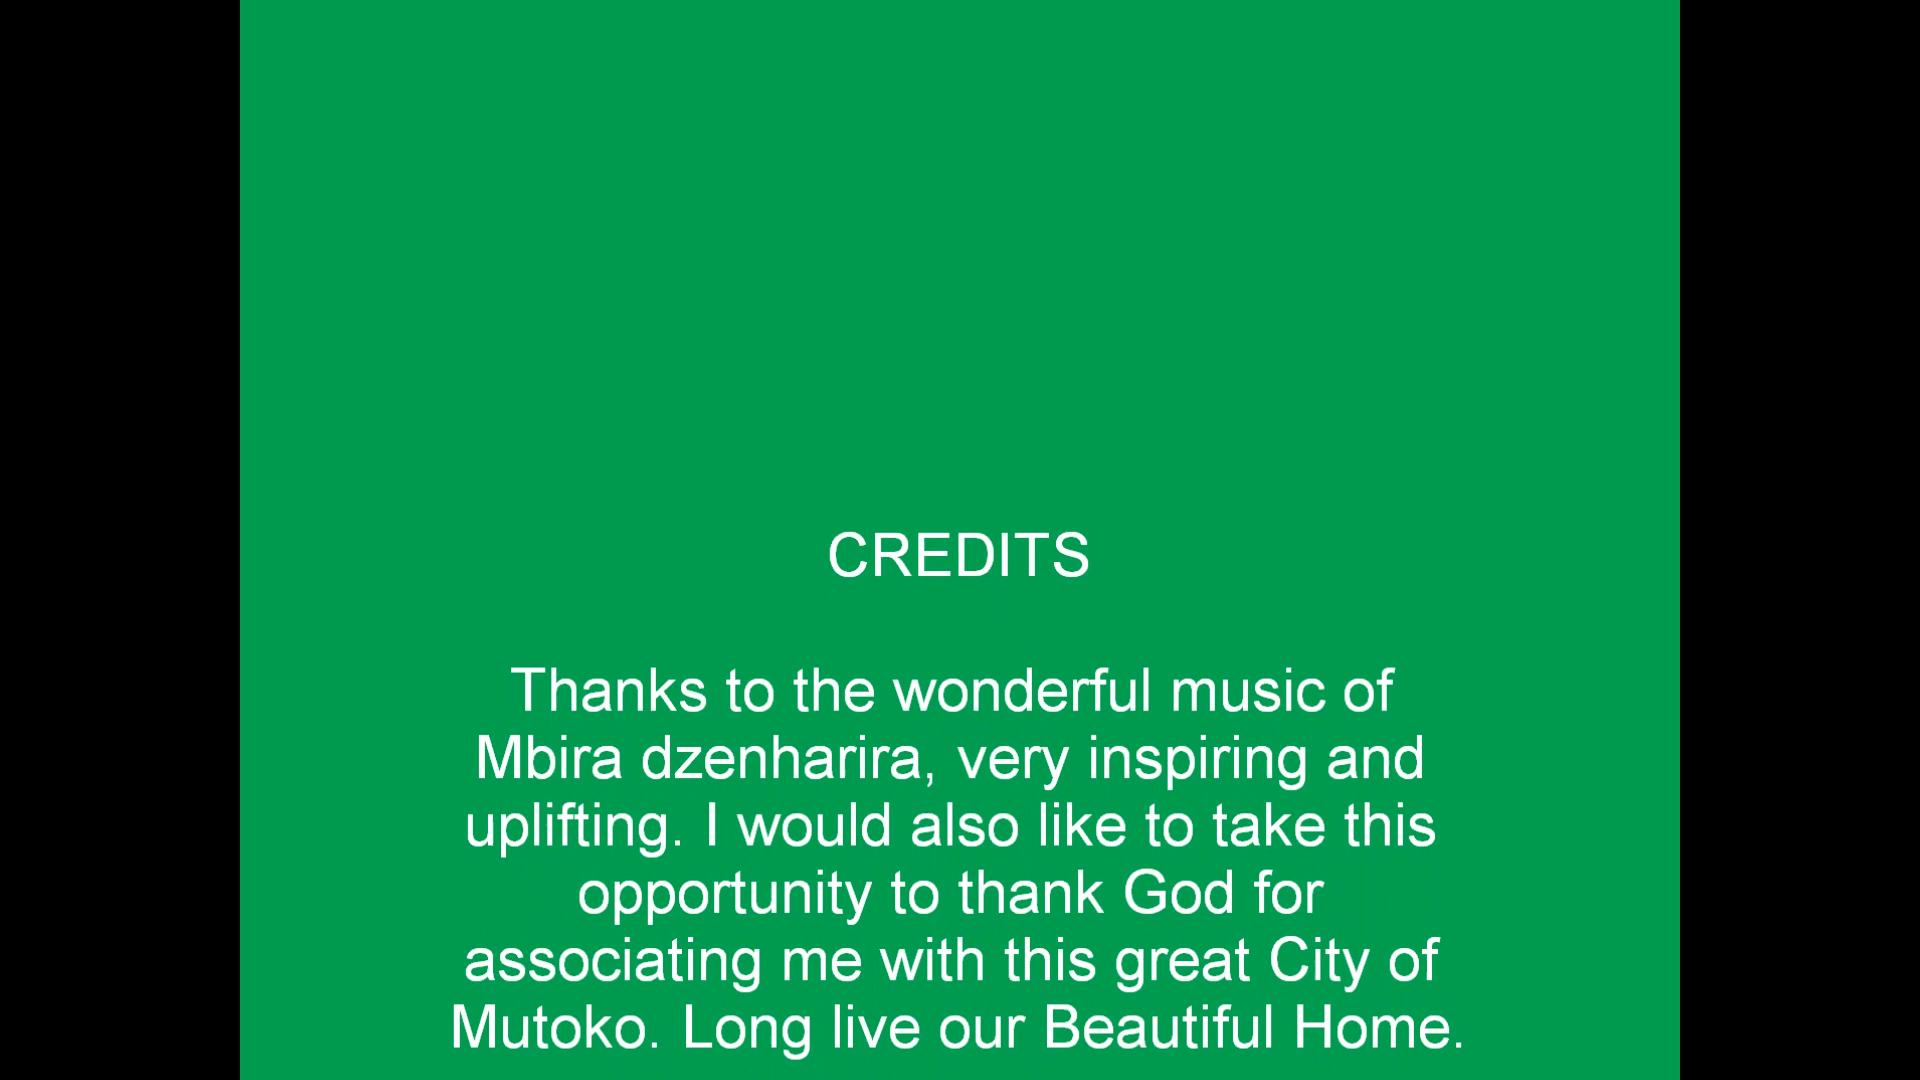 CREDITS
Thanks to the wonderful music of
Mbira dzenharira, very inspiring and
uplifting. I would also like to take this
opportunity to thank God for
associating me with this great City of
Mutoko. Long live our Beautiful Home.